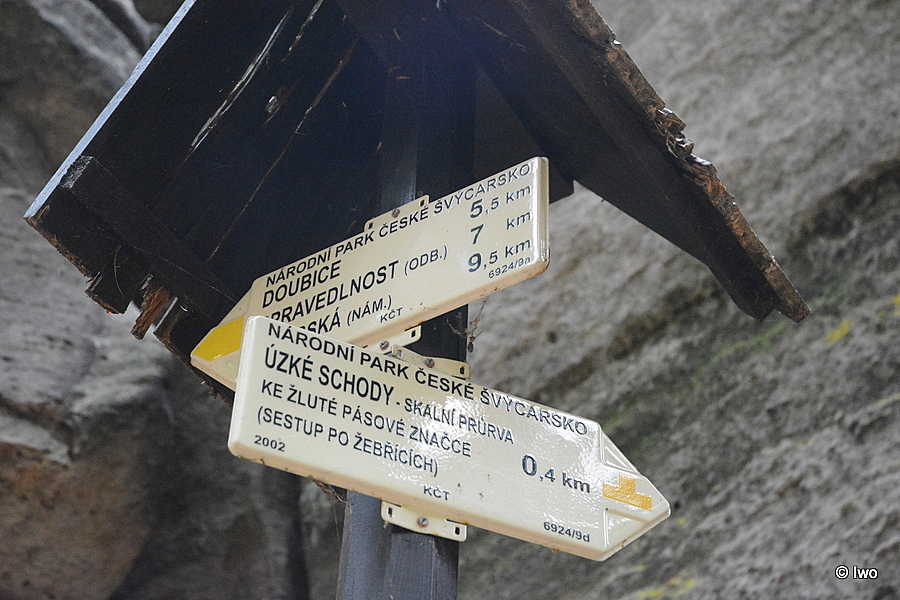 NÁRODNÍ PARK ČESKÉ ŠVÝCARSKO
DOUBICE 5,5 km
SPRAVEDLNOST (ODB.) 7 km
(NÁM.) 9,5 km
KČT 6924/9a
NÁRODNÍ PARK ČESKÉ ŠVÝCARSKO
ÚZKÉ SCHODY - SKALNÍ PRŮRVA
KE ŽLUTÉ PÁSOVÉ ZNAČCE
(SESTUP PO ŽEBŘÍCÍCH) 0,4 km
2002 KČT 6924/9d
© Iwo